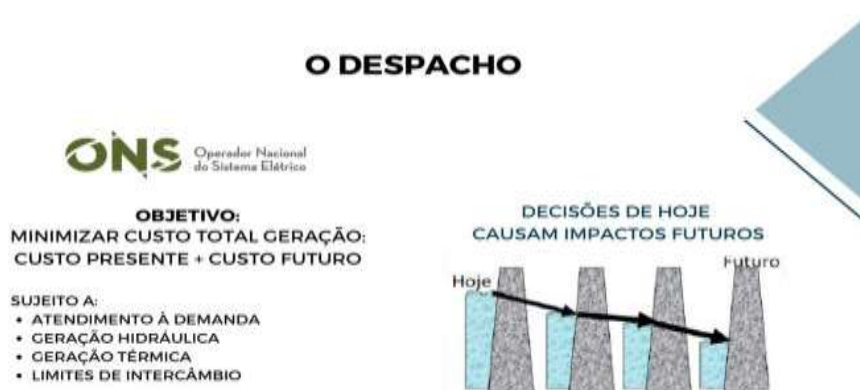 O DESPACHO
ONS Operador Nacional
do Sistema Elétrico
OBJETIVO:
MINIMIZAR CUSTO TOTAL GERAÇÃO:
CUSTO PRESENTE + CUSTO FUTURO
SUJEITO A:
• ATENDIMENTO À DEMANDA
• GERAÇÃO HIDRÁULICA
• GERAÇÃO TÉRMICA
• LIMITES DE INTERCÂMBIO
DECISÕES DE HOJE
CAUSAM IMPACTOS FUTUROS
Hoje
Futuro